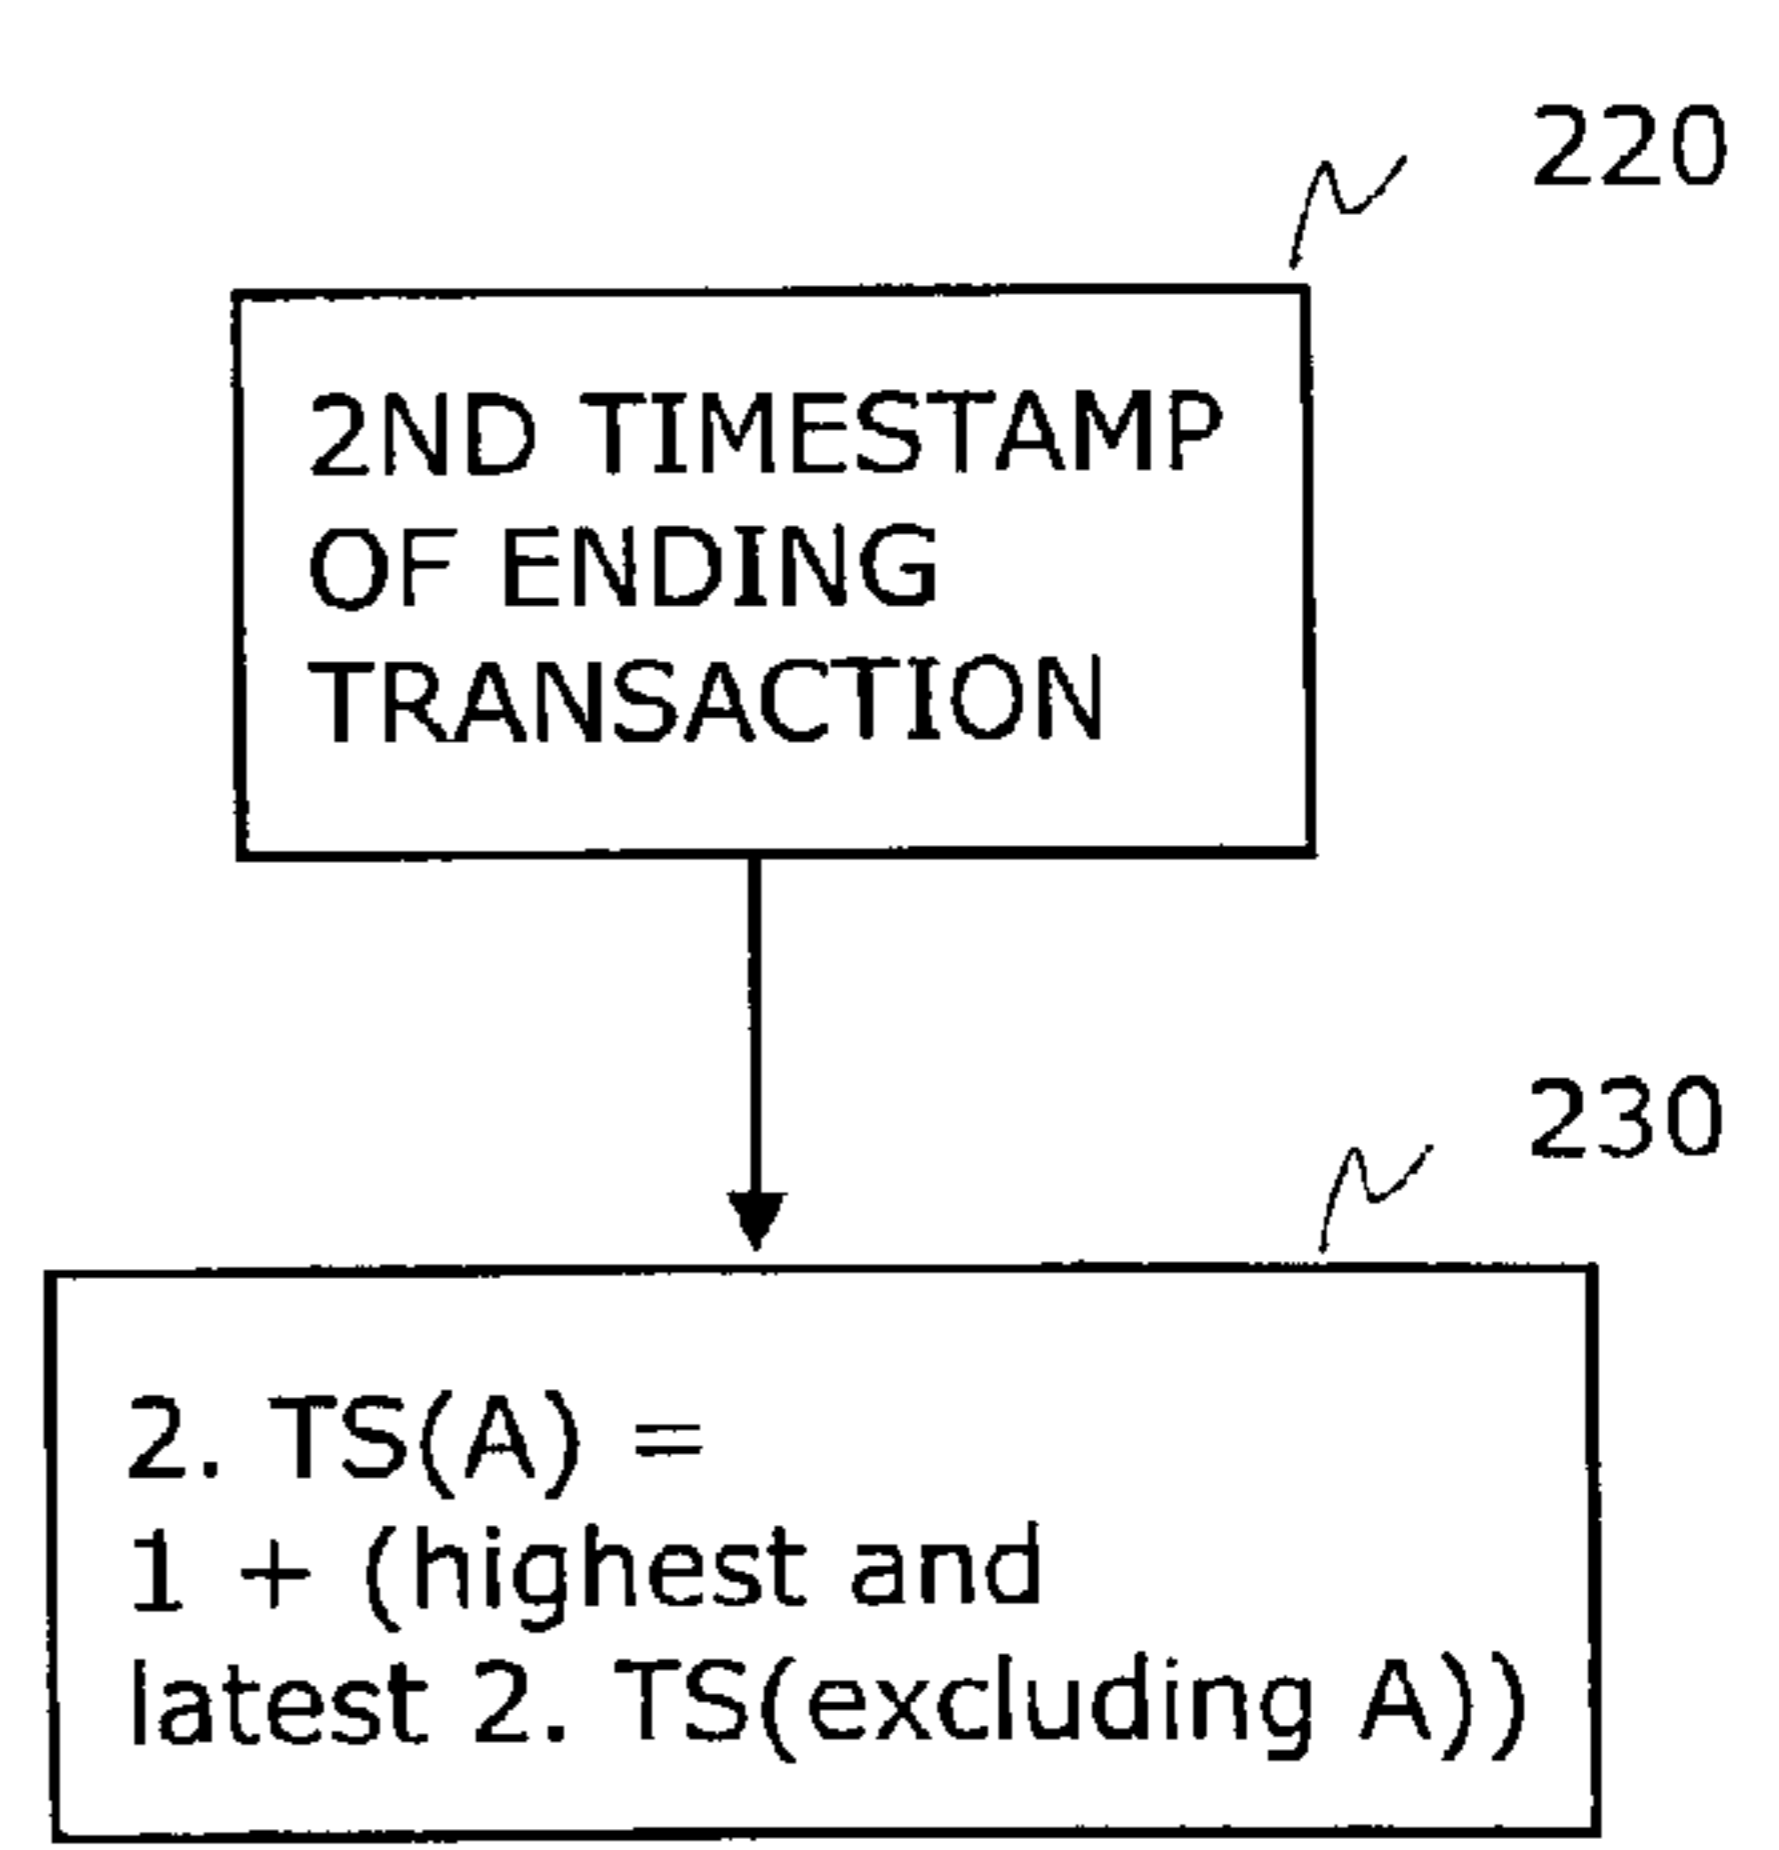 220
2ND TIMESTAMP
OF ENDING
TRANSACTION
230
2. TS(A) =
1 + (highest and
latest 2. TS(excluding A))